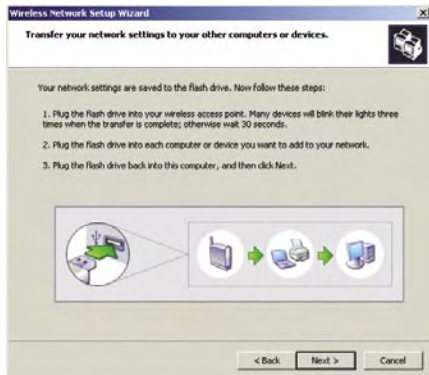 Wireless Network Setup Wizard
Transfer your network settings to your other computers or devices.
Your network settings are saved to the flash drive. Now follow these steps:
1. Plug the flash drive into your wireless access point. Many devices will blink their lights three
times when the transfer is complete; otherwise wait 30 seconds.
2. Plug the flash drive into each computer or device you want to add to your network.
3. Plug the flash drive back into this computer, and then click Next.
< Back Next > Cancel